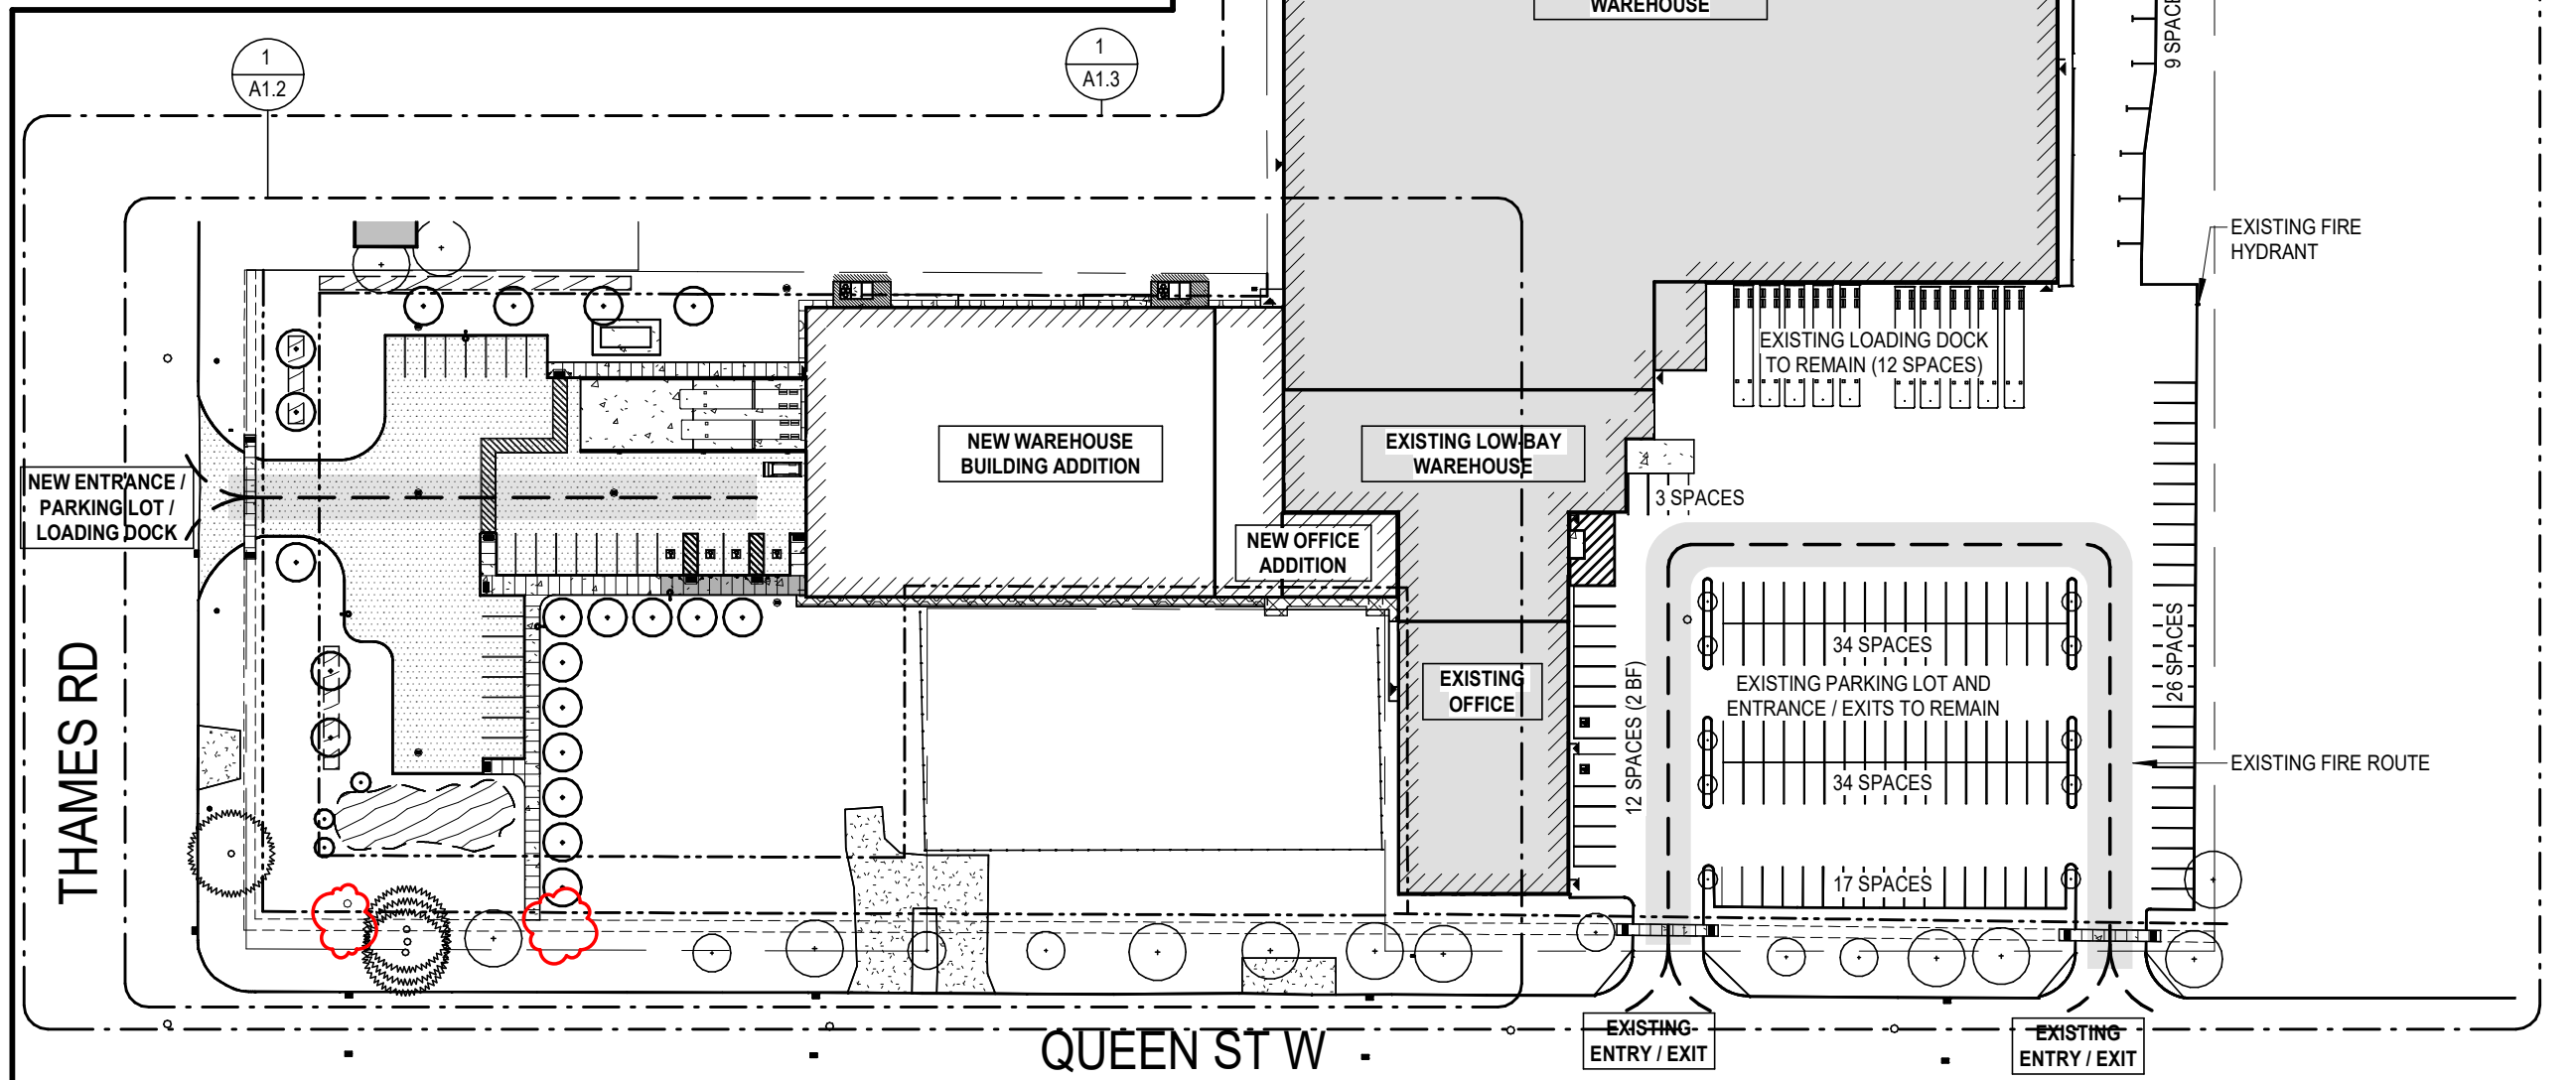 WAREHOUSE
9 SPACE
1
A1.2
1
A1.3
EXISTING FIRE
HYDRANT
EXISTING LOADING DOCK
TO REMAIN (12 SPACES)
NEW WAREHOUSE
BUILDING ADDITION
EXISTING LOW-BAY
WAREHOUSE
NEW ENTRANCE /
PARKING LOT /
LOADING DOCK
3 SPACES
NEW OFFICE
ADDITION
34 SPACES
26 SPACES
THAMES RD
EXISTING
OFFICE
12 SPACES (2 BF)
EXISTING PARKING LOT AND
ENTRANCE / EXITS TO REMAIN
EXISTING FIRE ROUTE
34 SPACES
17 SPACES
QUEEN ST W
EXISTING
ENTRY / EXIT
EXISTING
ENTRY / EXIT